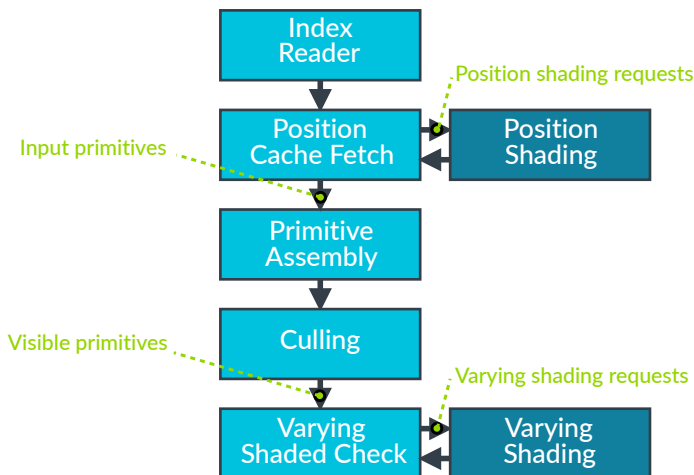 Index
Reader
Position shading requests
Position
Cache Fetch
Position
Shading
Input primitives
Primitive
Assembly
Culling
Visible primitives
Varying shading requests
Varying
Shaded Check
Varying
Shading